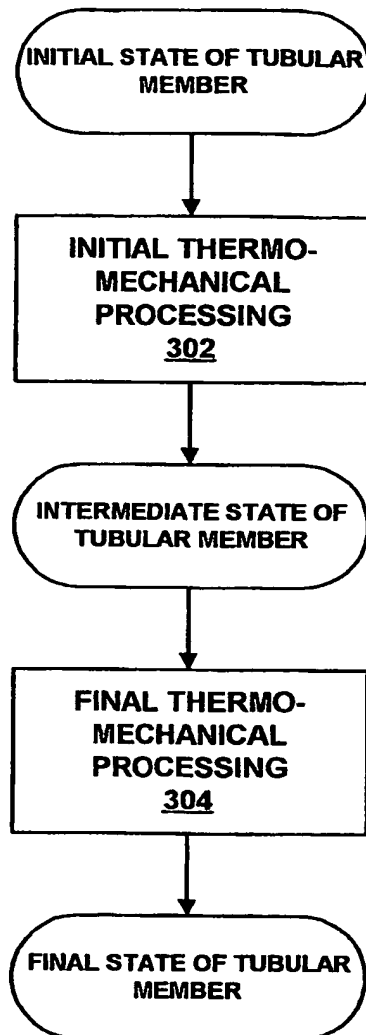 INITIAL STATE OF TUBULAR
MEMBER
INITIAL THERMO-
MECHANICAL
PROCESSING
302
INTERMEDIATE STATE OF
TUBULAR MEMBER
FINAL THERMO-
MECHANICAL
PROCESSING
304
FINAL STATE OF TUBULAR
MEMBER